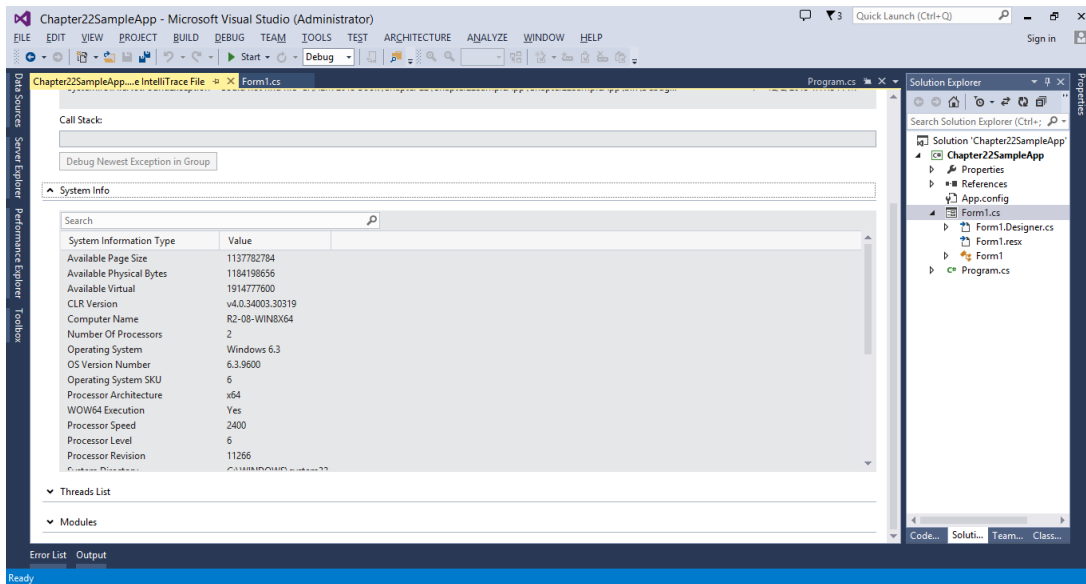 Chapter22SampleApp - Microsoft Visual Studio (Administrator)
3
Quick Launch (Ctrl+Q)
FILE EDIT VIEW PROJECT BUILD DEBUG TEAM TOOLS TEST ARCHITECTURE ANALYZE WINDOW HELP
Sign in
Start
Debug
Data Sources
Server Explorer
Performance Explorer
Toolbox
Chapter22SampleApp....e IntelliTrace File
Form1.cs
Program.cs
Call Stack:
Debug Newest Exception in Group
System Info
Search
System Information Type Value
Available Page Size 1137782784
Available Physical Bytes 1184198656
Available Virtual 1914777600
CLR Version v4.0.34003.30319
Computer Name R2-08-WIN8X64
Number Of Processors 2
Operating System Windows 6.3
OS Version Number 6.3.9600
Operating System SKU 6
Processor Architecture x64
WOW64 Execution Yes
Processor Speed 2400
Processor Level 6
Processor Revision 11266
System Directory C:\WINDOWS\system32
Threads List
Modules
Solution Explorer
Search Solution Explorer (Ctrl+;
Solution 'Chapter22SampleApp'
C# Chapter22SampleApp
Properties
References
App.config
Form1.cs
Form1.Designer.cs
Form1.resx
Form1
C# Program.cs
Code... Soluti... Team... Class...
Properties
Error List Output
Ready